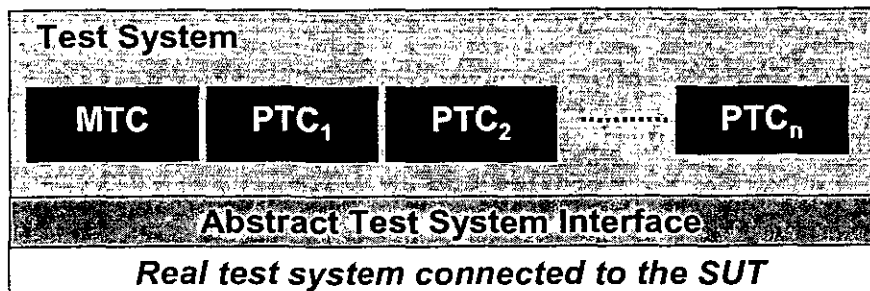 Test System
MTC PTC₁ PTC₂ PTCₙ
Abstract Test System Interface
Real test system connected to the SUT